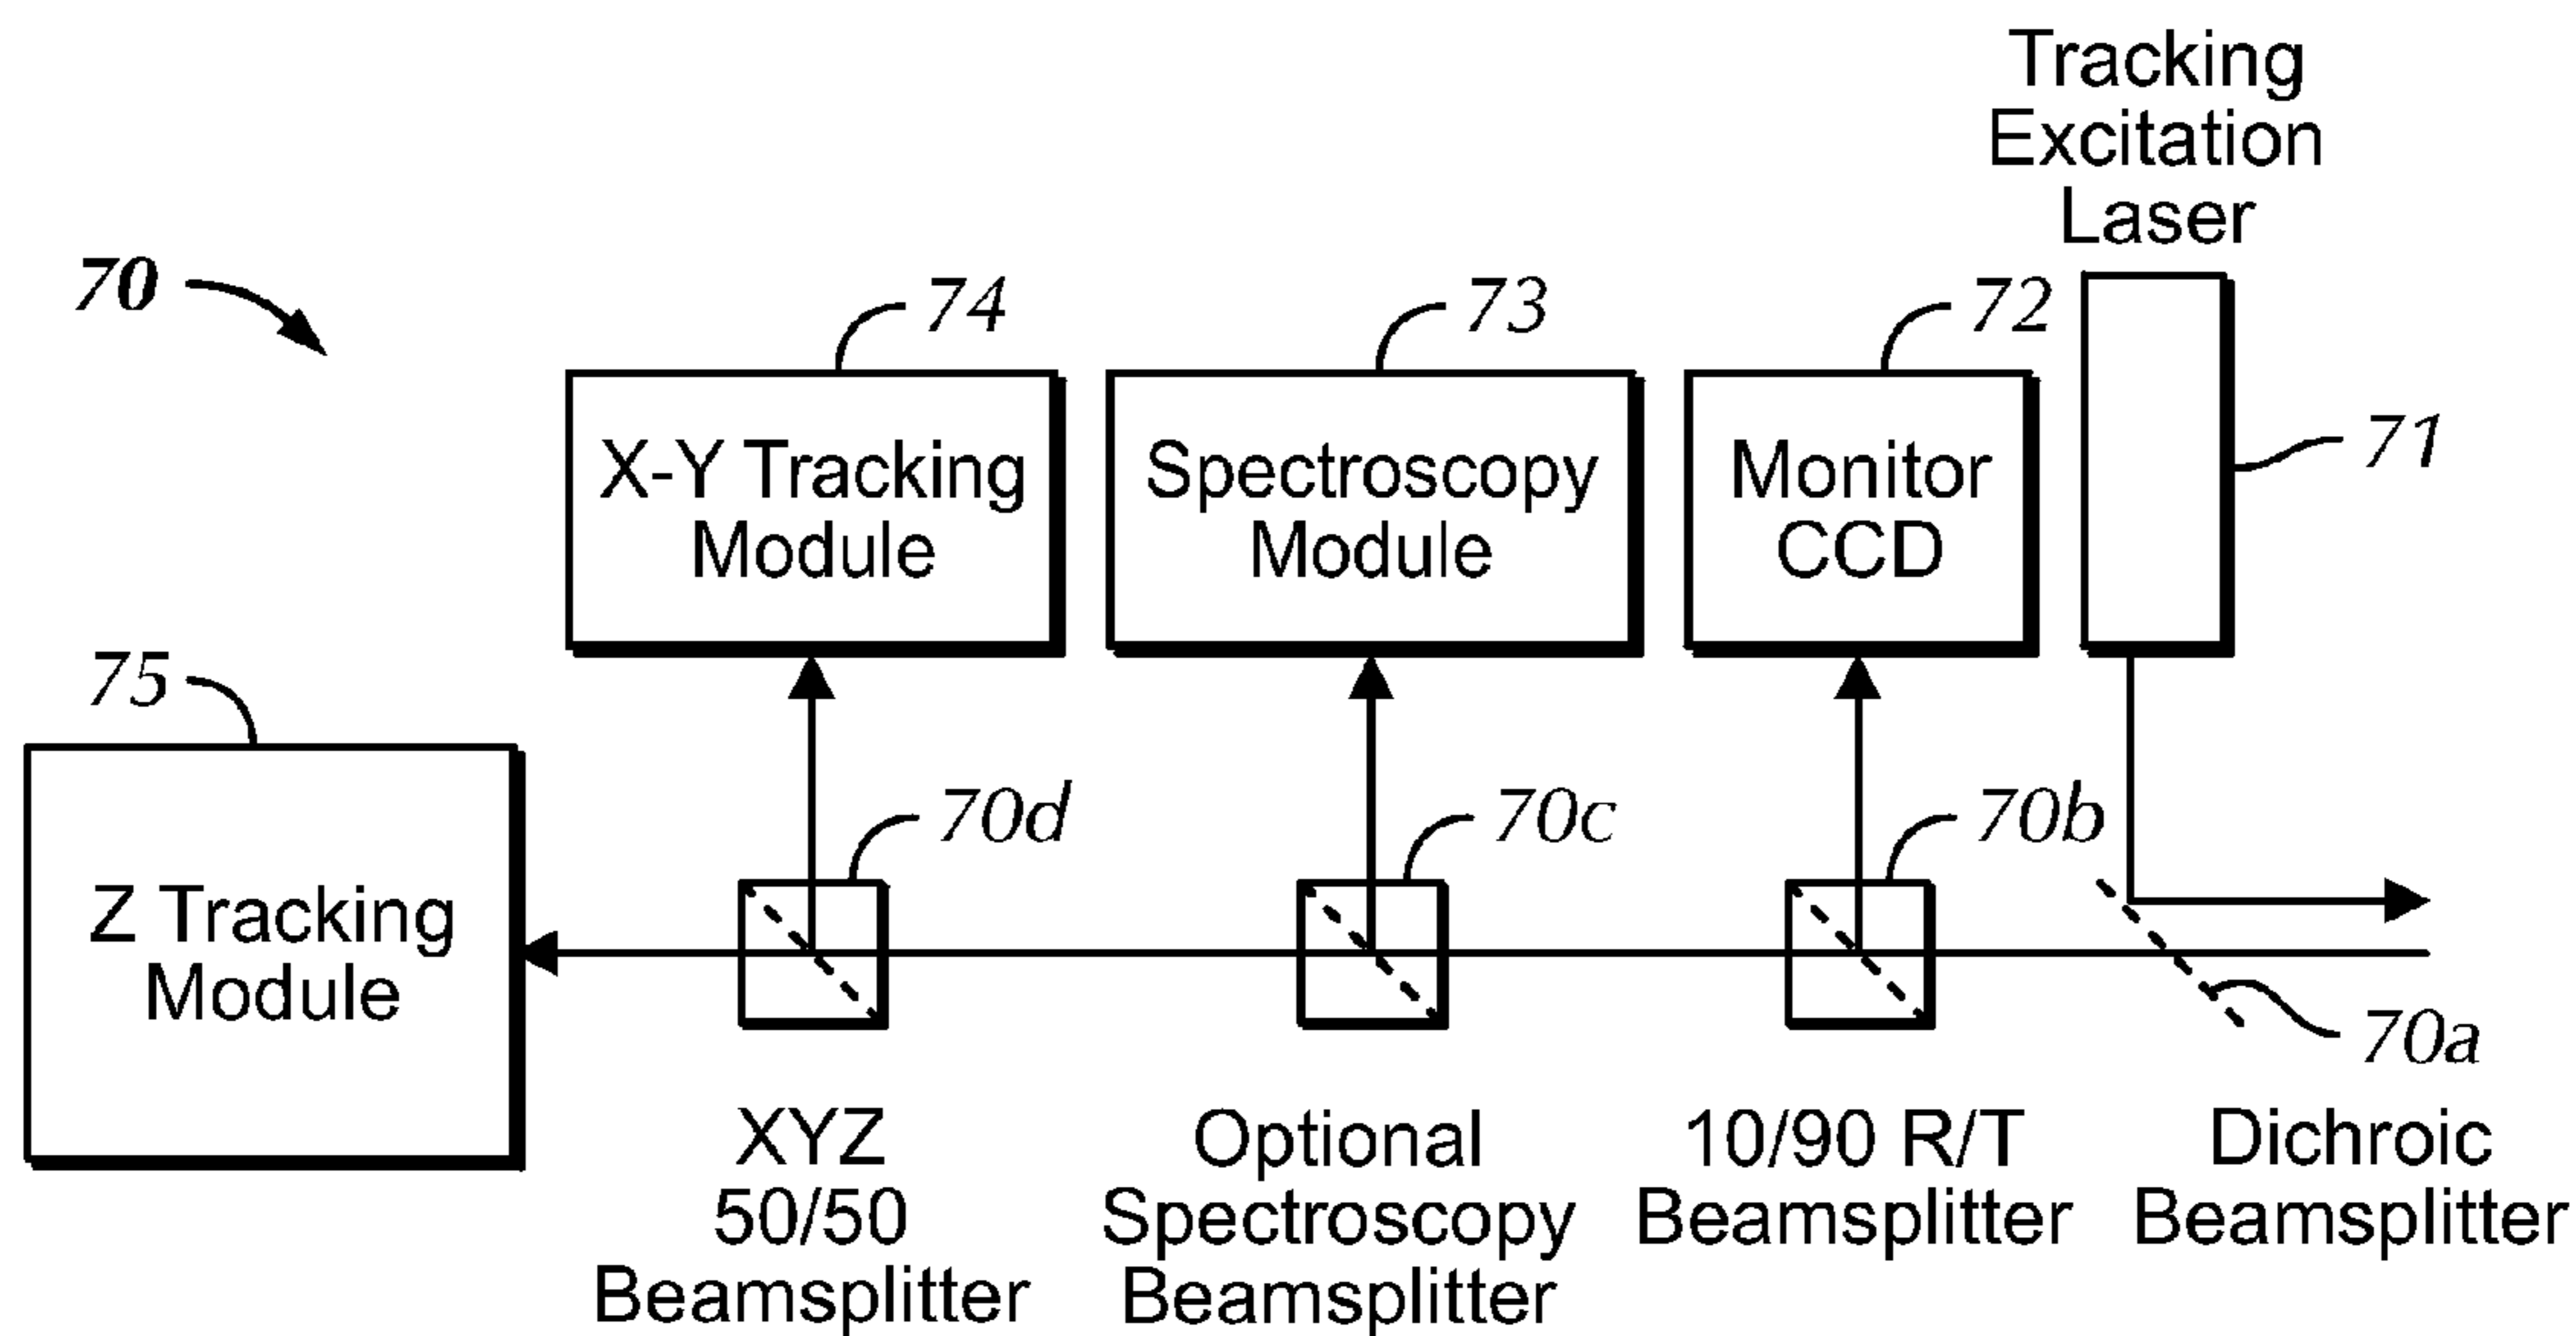 Tracking
Excitation
Laser
70
74
73
72
71
X-Y Tracking
Module
Spectroscopy
Module
Monitor
CCD
75
70d
70c
70b
Z Tracking
Module
70a
XYZ
50/50
Beamsplitter
Optional
Spectroscopy
Beamsplitter
10/90 R/T
Beamsplitter
Dichroic
Beamsplitter